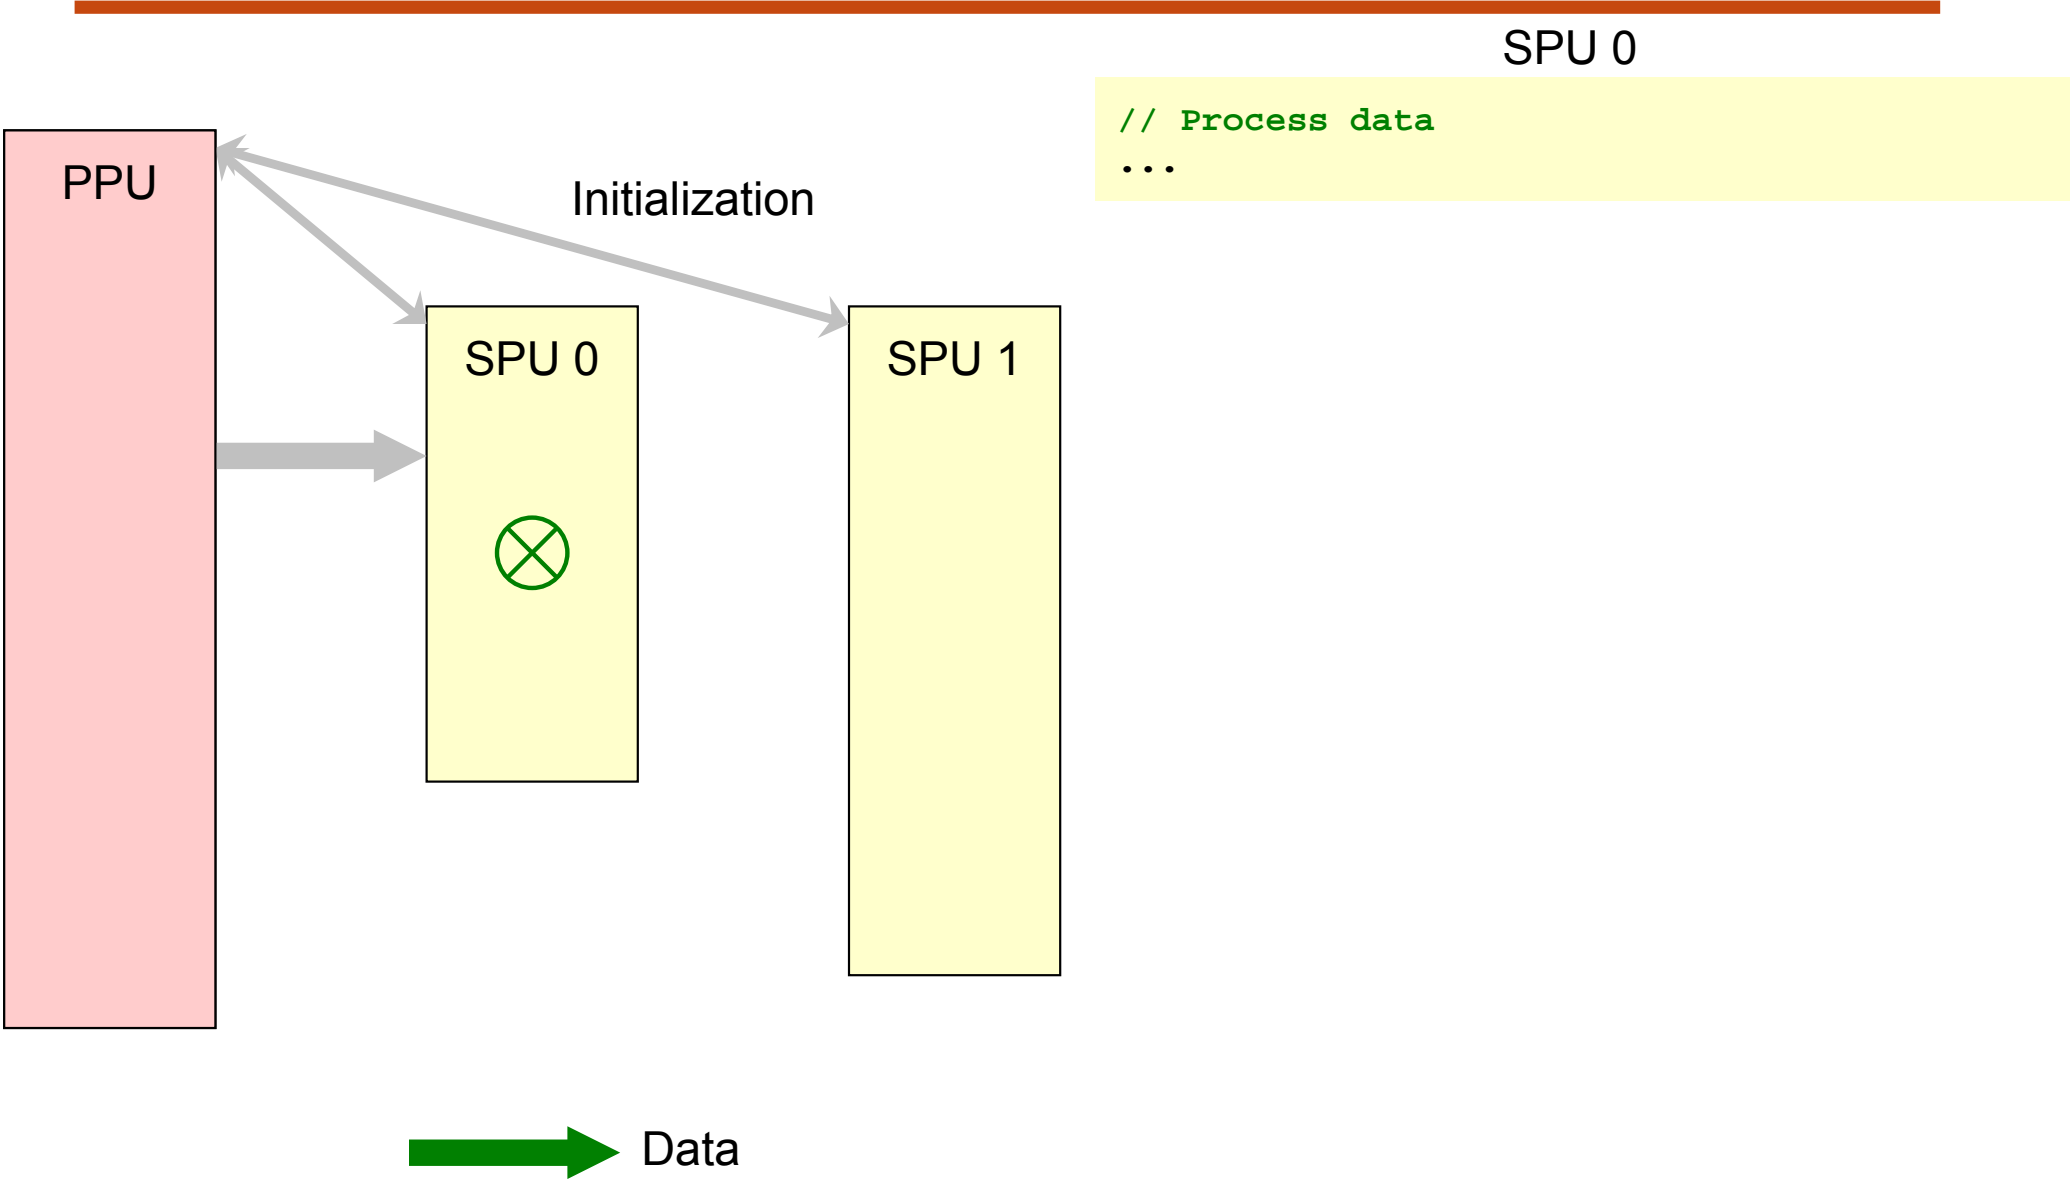 SPU 0
// Process data
...
PPU
Initialization
SPU 0
SPU 1
Data